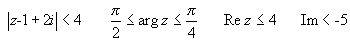 |z-1 + 2i| < 4 π/2 ≤ arg z ≤ π/4 Re z ≤ 4 Im < -5